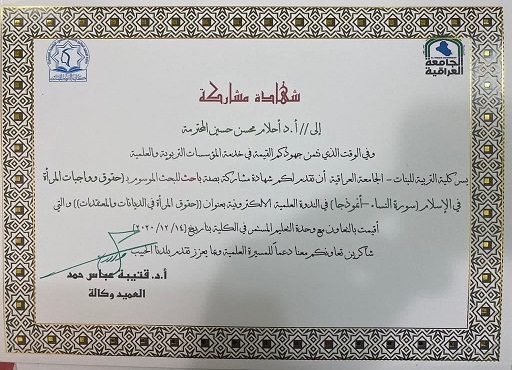 الجامعة
العراقية
شهادة مشاركة
إلى // أ.د أحلام محسن حسين المحترمة
وفي الوقت الذي نثمن جهودكم القيمة في خدمة المؤسسات التربوية والعلمية
يسر كلية التربية للبنات - الجامعة العراقية أن تقدم لكم شهادة مشاركة بصفة باحث للبحث الموسوم بـ (حقوق وواجبات المرأة
في الإسلام (سورة النساء -أنموذجاً) في الندوة العلمية الالكترونية بعنوان ((حقوق المرأة في الديانات والمعتقدات)) و التي
أقيمت بالتعاون مع وحدة التعليم المستمر في الكلية بتاريخ (٢٠٢٠/١٢/١٤)
شاكرين تعاونكم معنا دعماً للمسيرة العلمية وبما يعزز تقدم بلدنا الحبيب
أ.د. قتيبة عباس حمد
العميد وكالة